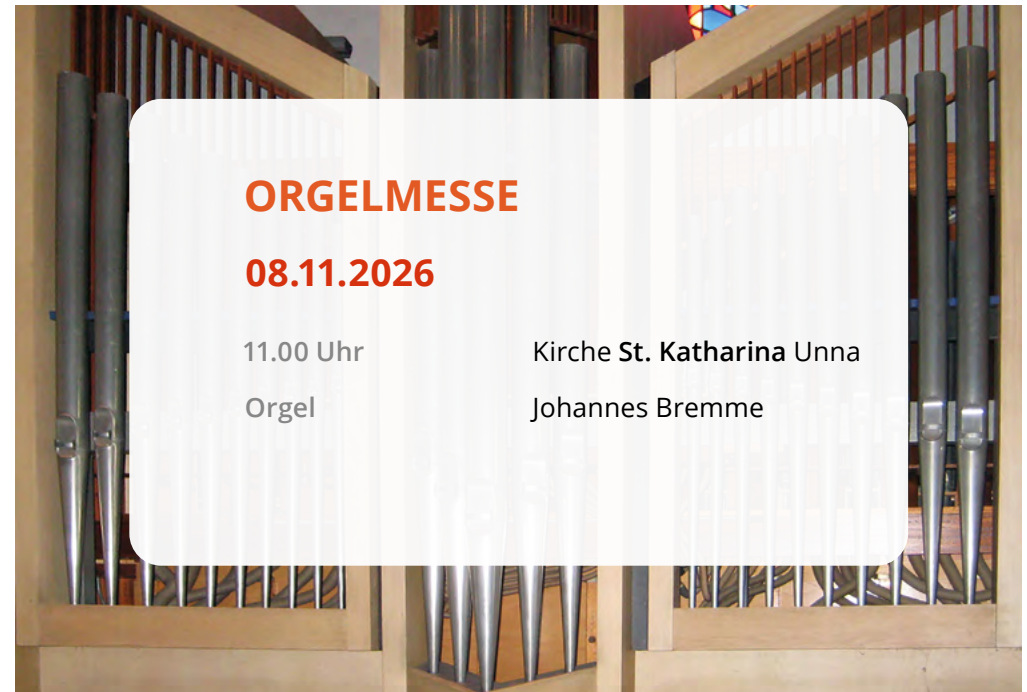 ORGELMESSE
08.11.2026
11.00 Uhr Kirche St. Katharina Unna
Orgel Johannes Bremme